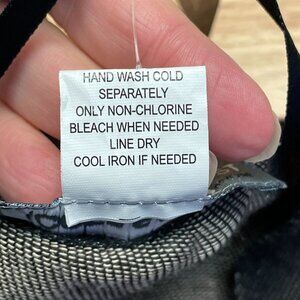 HAND WASH COLD
SEPARATELY
ONLY NON-CHLORINE
BLEACH WHEN NEEDED
LINE DRY
COOL IRON IF NEEDED